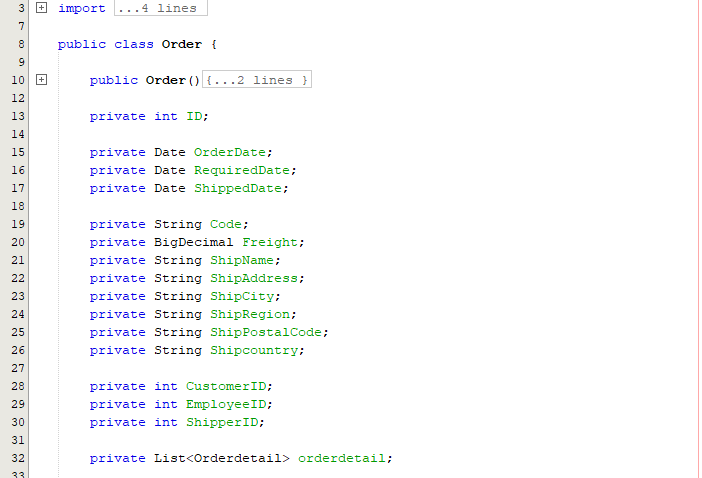 3 import ...4 lines
7
8 public class Order {
9
10 public Order() {...2 lines }
12
13 private int ID;
14
15 private Date OrderDate;
16 private Date RequiredDate;
17 private Date ShippedDate;
18
19 private String Code;
20 private BigDecimal Freight;
21 private String ShipName;
22 private String ShipAddress;
23 private String ShipCity;
24 private String ShipRegion;
25 private String ShipPostalCode;
26 private String Shipcountry;
27
28 private int CustomerID;
29 private int EmployeeID;
30 private int ShipperID;
31
32 private List<Orderdetail> orderdetail;
33